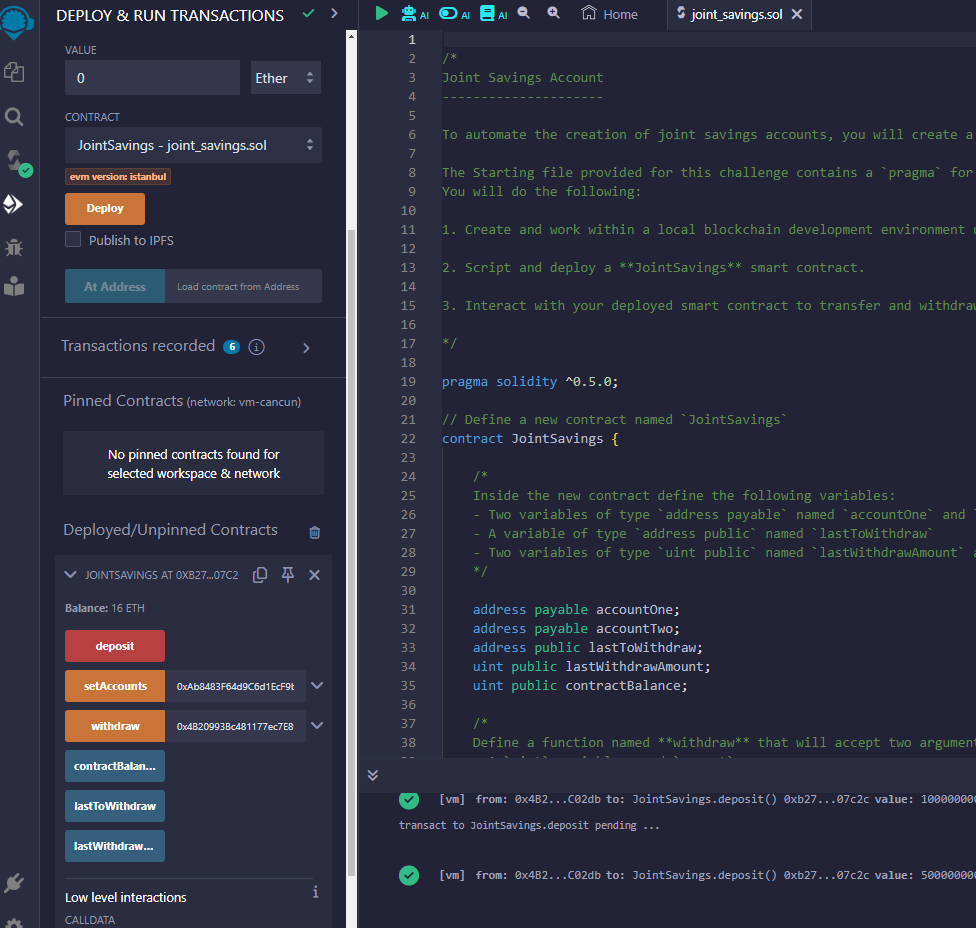 DEPLOY & RUN TRANSACTIONS
VALUE
0
Ether
CONTRACT
JointSavings - joint_savings.sol
evm version: istanbul
Deploy
Publish to IPFS
At Address
Load contract from Address
Transactions recorded 6 i
Pinned Contracts (network: vm-cancun)
No pinned contracts found for
selected workspace & network
Deployed/Unpinned Contracts
JOINTSAVINGS AT 0XB27...07C2
Balance: 16 ETH
deposit
setAccounts 0xAb8483F64d9C6d1EcF9b
withdraw 0x4B20993Bc481177ec7E8
contractBalan...
lastToWithdraw
lastWithdraw...
Low level interactions i
CALLDATA
AI AI AI Home joint_savings.sol
1
2 /*
3 Joint Savings Account
4 ---------------------
5
6 To automate the creation of joint savings accounts, you will create a
7
8 The Starting file provided for this challenge contains a `pragma` for
9 You will do the following:
10
11 1. Create and work within a local blockchain development environment
12
13 2. Script and deploy a **JointSavings** smart contract.
14
15 3. Interact with your deployed smart contract to transfer and withdraw
16
17 */
18
19 pragma solidity ^0.5.0;
20
21 // Define a new contract named `JointSavings`
22 contract JointSavings {
23
24 /*
25 Inside the new contract define the following variables:
26 - Two variables of type `address payable` named `accountOne` and `
27 - A variable of type `address public` named `lastToWithdraw`
28 - Two variables of type `uint public` named `lastWithdrawAmount` a
29 */
30
31 address payable accountOne;
32 address payable accountTwo;
33 address public lastToWithdraw;
34 uint public lastWithdrawAmount;
35 uint public contractBalance;
36
37 /*
38 Define a function named **withdraw** that will accept two argument
[vm] from: 0x4B2...C02db to: JointSavings.deposit() 0xb27...07c2c value: 100000000
transact to JointSavings.deposit pending ...
[vm] from: 0x4B2...C02db to: JointSavings.deposit() 0xb27...07c2c value: 500000000